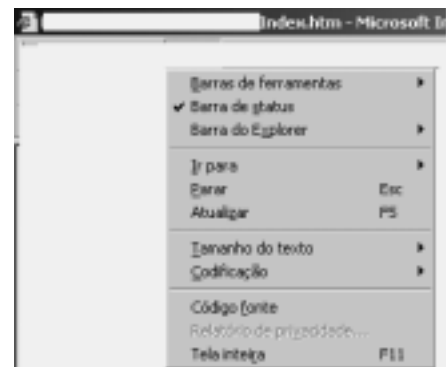 Index.htm - Microsoft In
Barras de ferramentas
Barra de status
Barra do Explorer
Ir para
Parar Esc
Atualizar F5
Tamanho do texto
Codificação
Código fonte
Relatório de privacidade...
Tela inteira F11